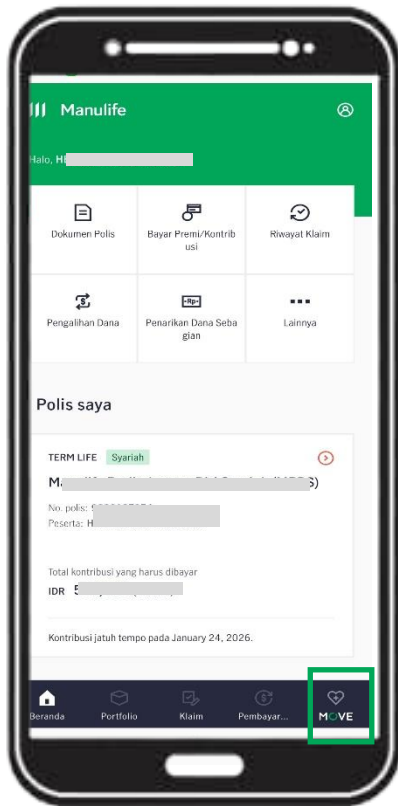 Manulife
Halo, H
Dokumen Polis
Bayar Premi/Kontrib
usi
Riwayat Klaim
Pengalihan Dana
-Rp-
Penarikan Dana Seba
gian
Lainnya
Polis saya
TERM LIFE Syariah
No. polis:
Peserta: H
Total kontribusi yang harus dibayar
IDR 5
Kontribusi jatuh tempo pada January 24, 2026.
Beranda
Portfolio
Klaim
Pembayar...
MOVE